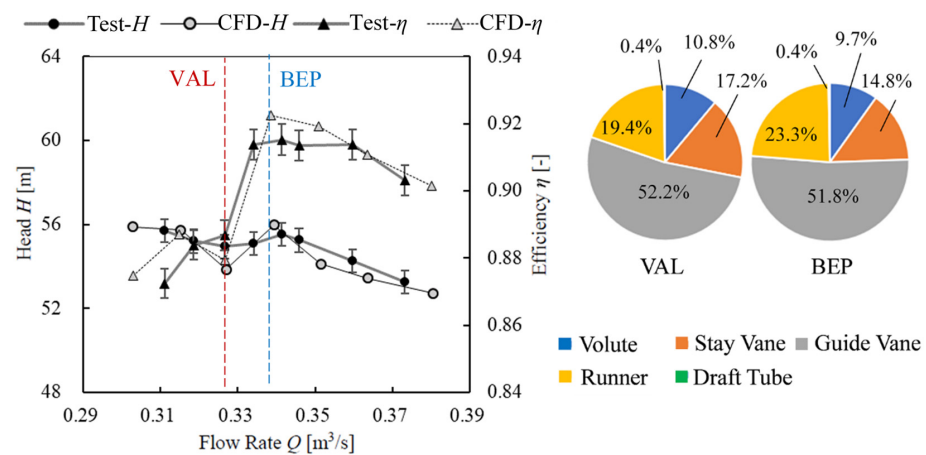 Test-H CFD-H Test-η CFD-η
64
60
56
52
48
Head H [m]
VAL
BEP
0.94
0.92
0.90
0.88
0.86
0.84
Efficiency η [-]
0.29 0.31 0.33 0.35 0.37 0.39
Flow Rate Q [m³/s]
0.4% 10.8%
17.2%
19.4%
52.2%
VAL
0.4% 9.7%
14.8%
23.3%
51.8%
BEP
Volute Stay Vane Guide Vane
Runner Draft Tube